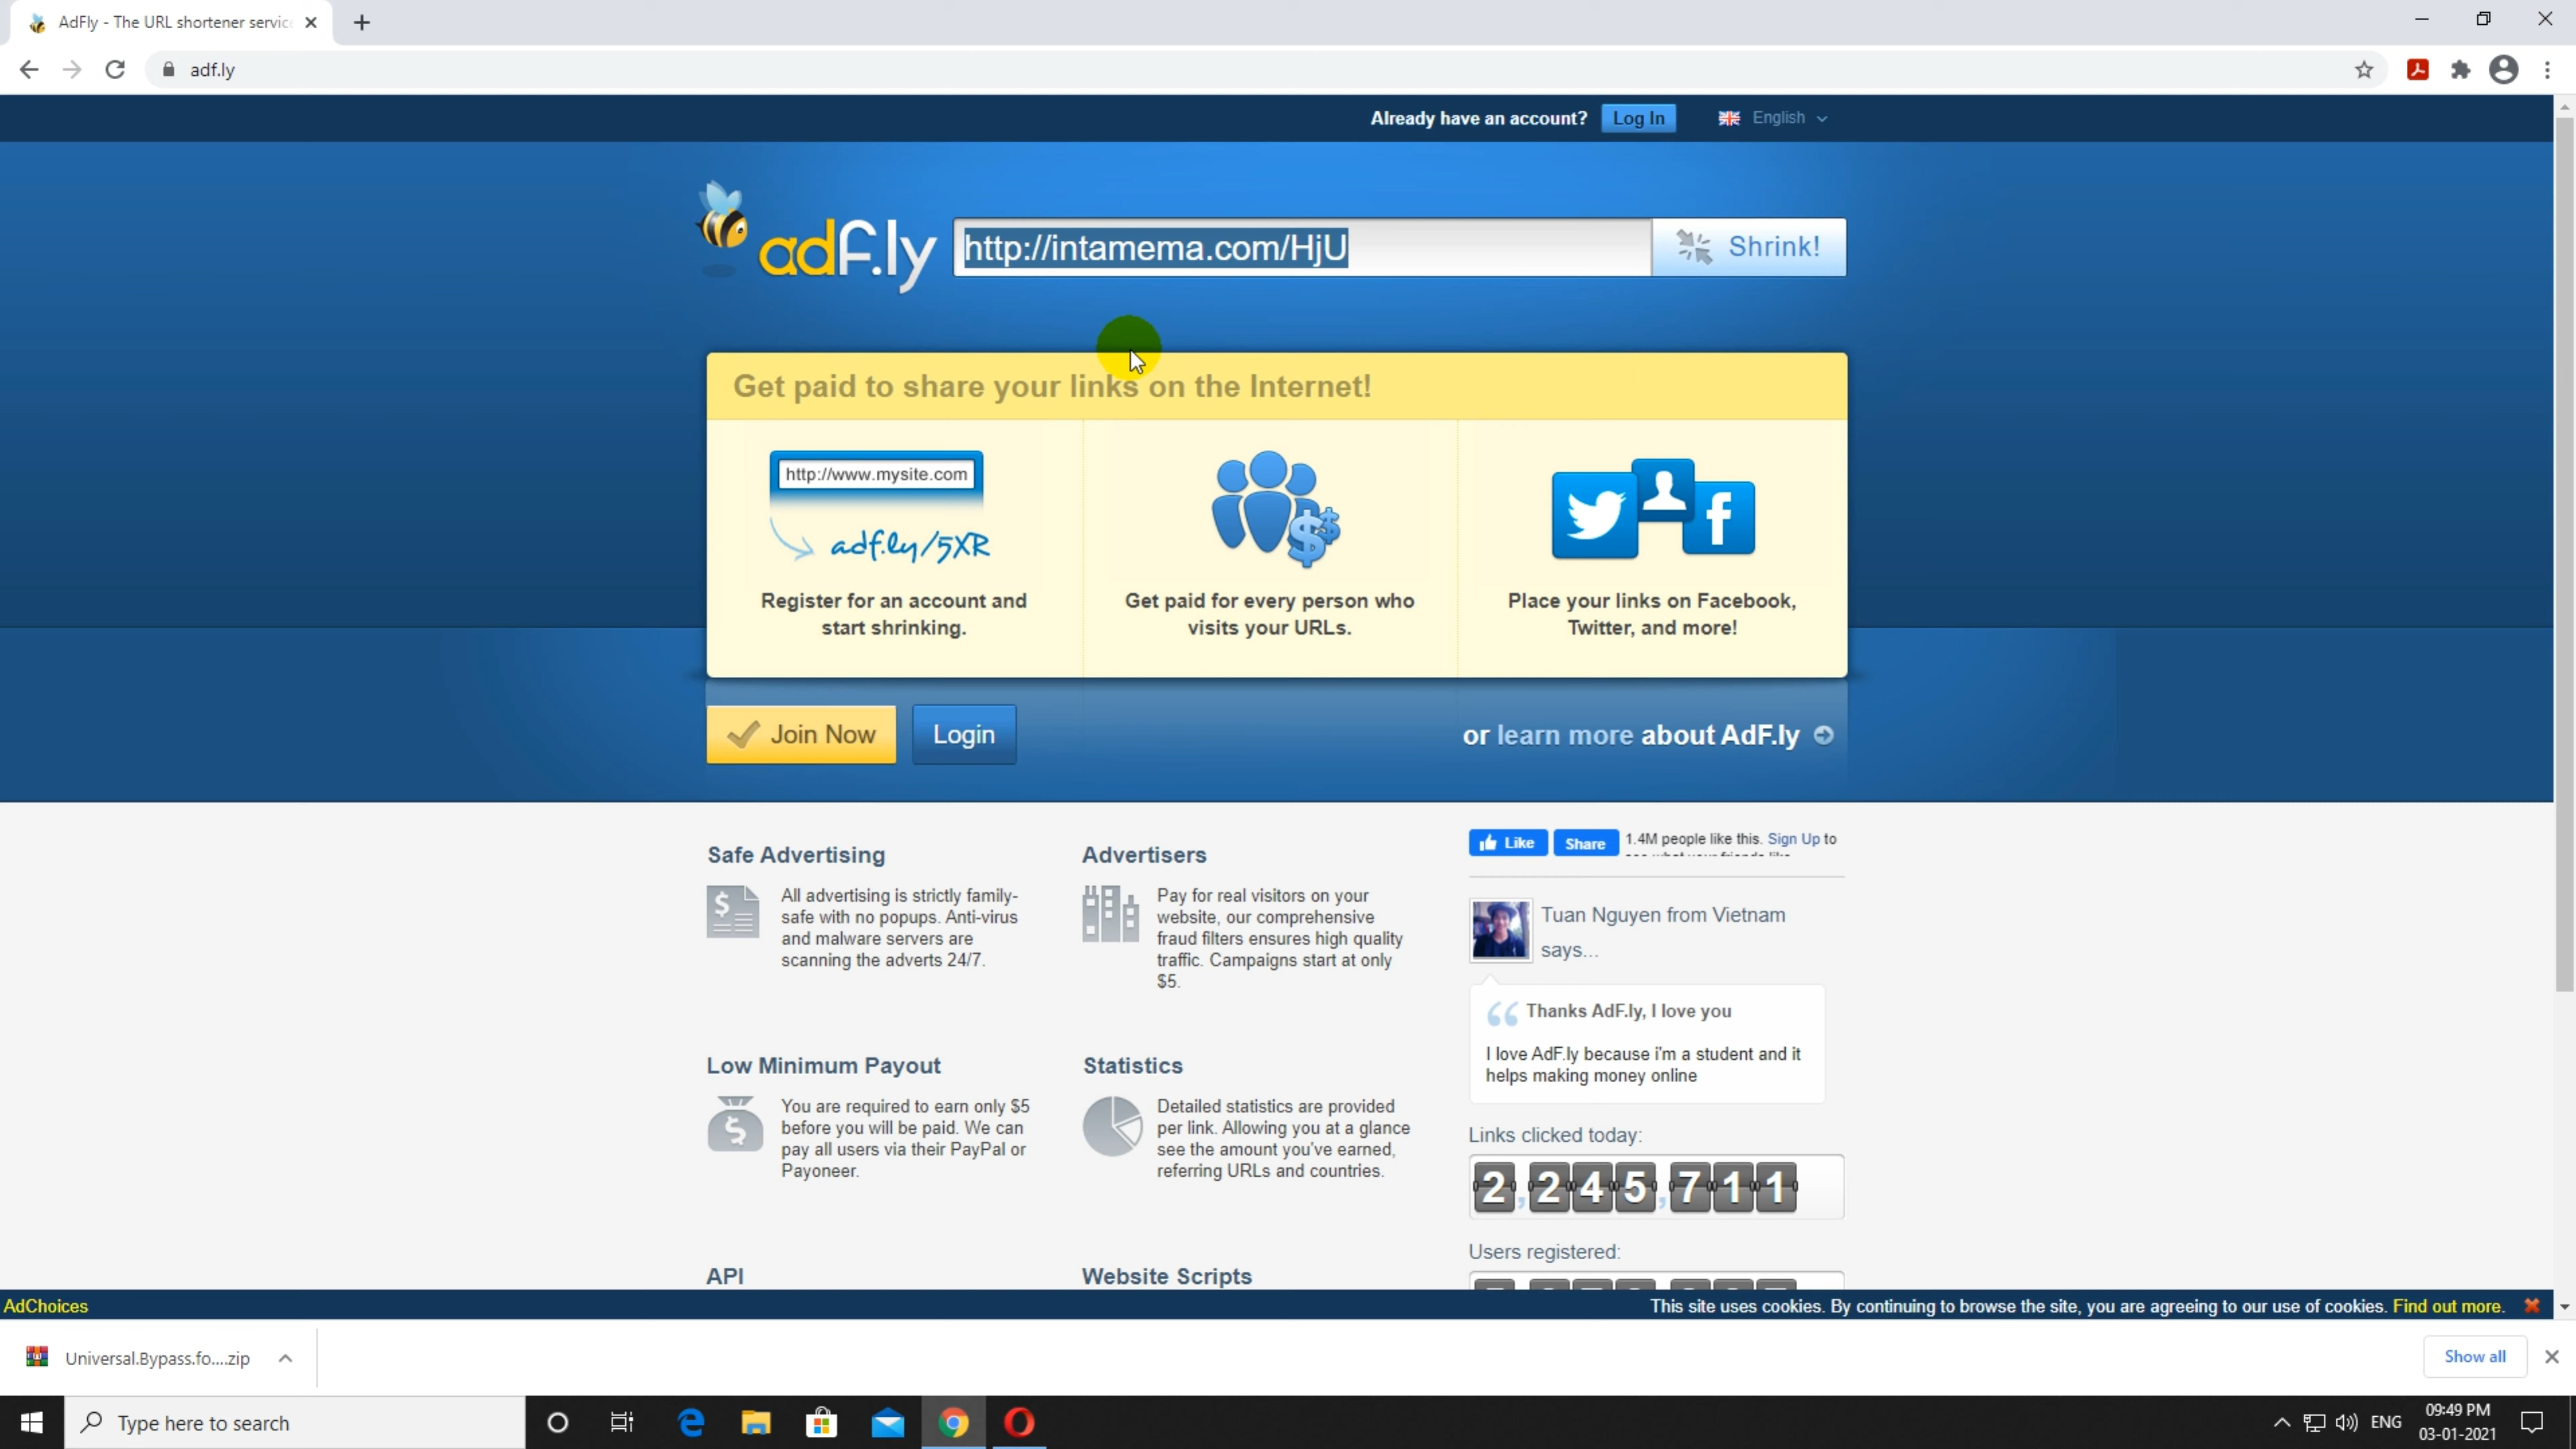 AdFly - The URL shortener servic
adf.ly
Already have an account? Log In English
adf.ly http://intamema.com/HjU Shrink!
Get paid to share your links on the Internet!
http://www.mysite.com
adf.ly/5XR
Register for an account and
start shrinking.
Get paid for every person who
visits your URLs.
Place your links on Facebook,
Twitter, and more!
Join Now Login or learn more about AdF.ly
Safe Advertising
All advertising is strictly family-
safe with no popups. Anti-virus
and malware servers are
scanning the adverts 24/7.
Advertisers
Pay for real visitors on your
website, our comprehensive
fraud filters ensures high quality
traffic. Campaigns start at only
$5.
Like Share 1.4M people like this. Sign Up to
Tuan Nguyen from Vietnam
says...
Thanks AdF.ly, I love you
I love AdF.ly because i'm a student and it
helps making money online
Low Minimum Payout
You are required to earn only $5
before you will be paid. We can
pay all users via their PayPal or
Payoneer.
Statistics
Detailed statistics are provided
per link. Allowing you at a glance
see the amount you've earned,
referring URLs and countries.
Links clicked today:
2,245,711
Users registered:
API
Website Scripts
AdChoices
This site uses cookies. By continuing to browse the site, you are agreeing to our use of cookies. Find out more.
Universal.Bypass.fo....zip
Show all
Type here to search
ENG
09:49 PM
03-01-2021